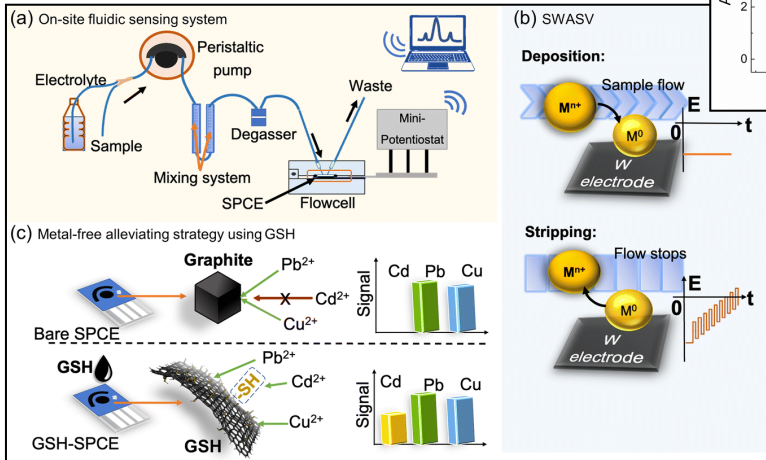 (a) On-site fluidic sensing system
Peristaltic
pump
Electrolyte
Sample
Mixing system
Degasser
Waste
Mini-
Potentiostat
SPCE
Flowcell
(b) SWASV
Deposition:
Sample flow
Mⁿ⁺
M⁰
W
electrode
E
0
t
Stripping:
Flow stops
Mⁿ⁺
M⁰
W
electrode
E
0
t
(c) Metal-free alleviating strategy using GSH
Graphite
Pb²⁺
X
Cd²⁺
Cu²⁺
Bare SPCE
Signal
Cd Pb Cu
GSH
GSH-SPCE
Pb²⁺
-SH
Cd²⁺
Cu²⁺
GSH
Signal
Cd Pb Cu
2
0